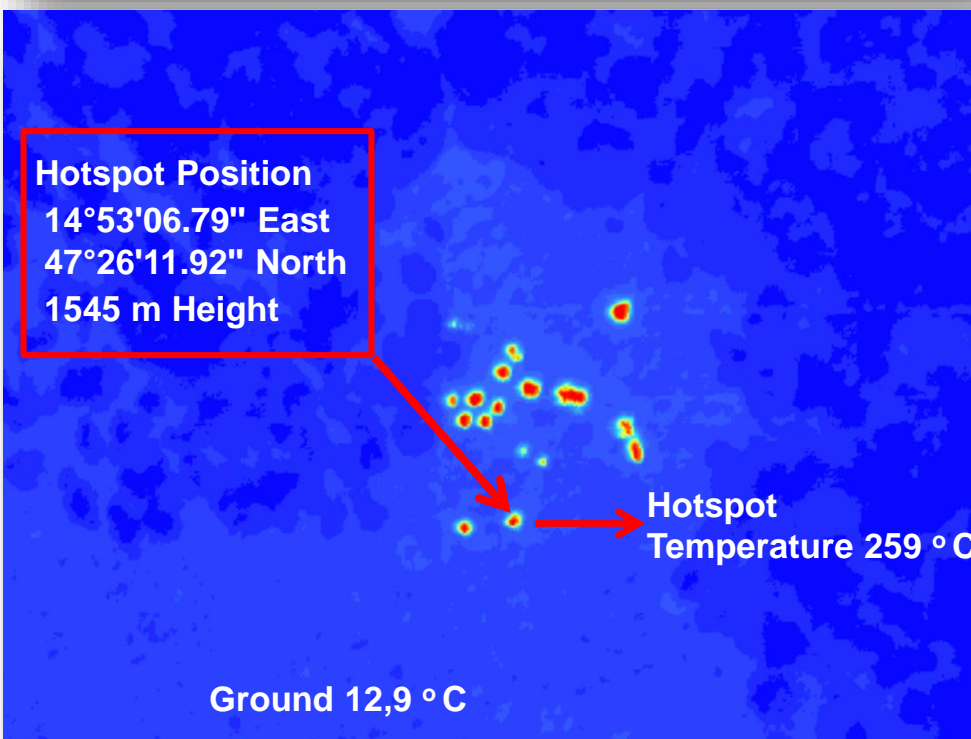 Hotspot Position
14°53'06.79" East
47°26'11.92" North
1545 m Height
Hotspot
Temperature 259 °C
Ground 12,9 °C